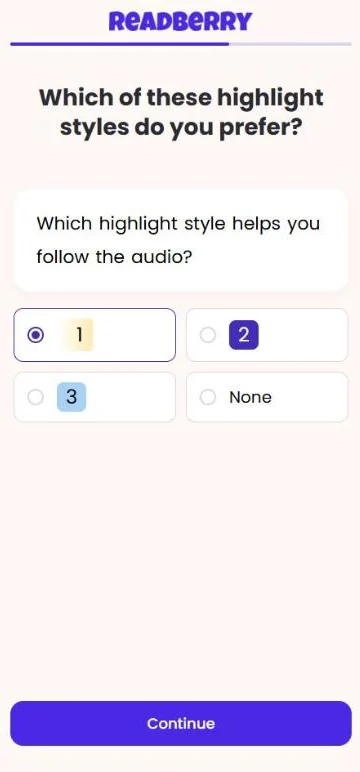 READBERRY
Which of these highlight
styles do you prefer?
Which highlight style helps you
follow the audio?
1
2
3
None
Continue